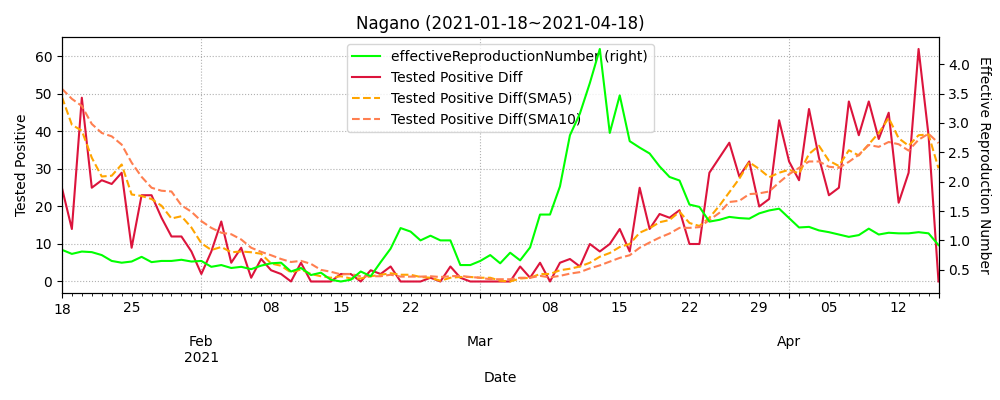 Nagano (2021-01-18~2021-04-18)
effectiveReproductionNumber (right)
Tested Positive Diff
Tested Positive Diff(SMA5)
Tested Positive Diff(SMA10)
Tested Positive
60
50
40
30
20
10
0
4.0
3.5
3.0
2.5
2.0
1.5
1.0
0.5
Effective Reproduction Number
18 25 08 15 22 08 15 22 29 05 12
Feb Mar Apr
2021
Date